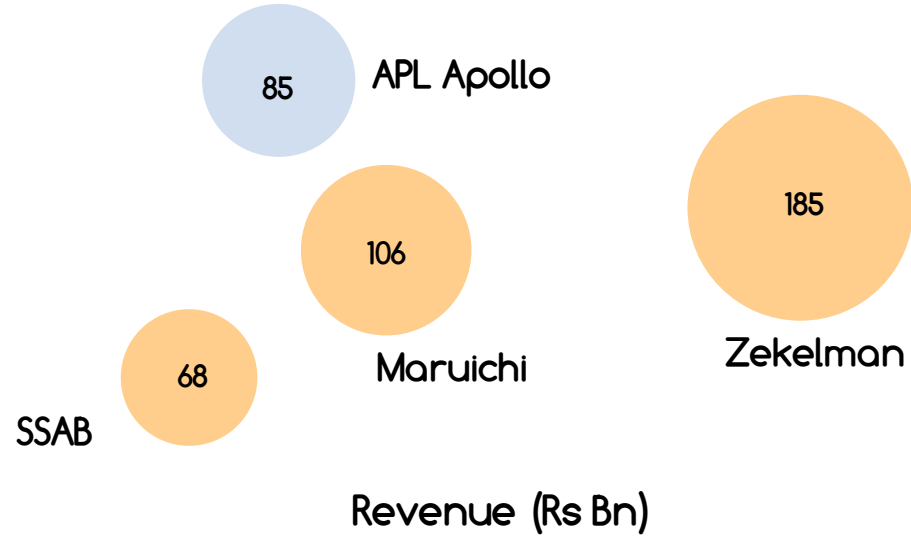 85
APL Apollo
185
106
Zekelman
Maruichi
68
SSAB
Revenue (Rs Bn)